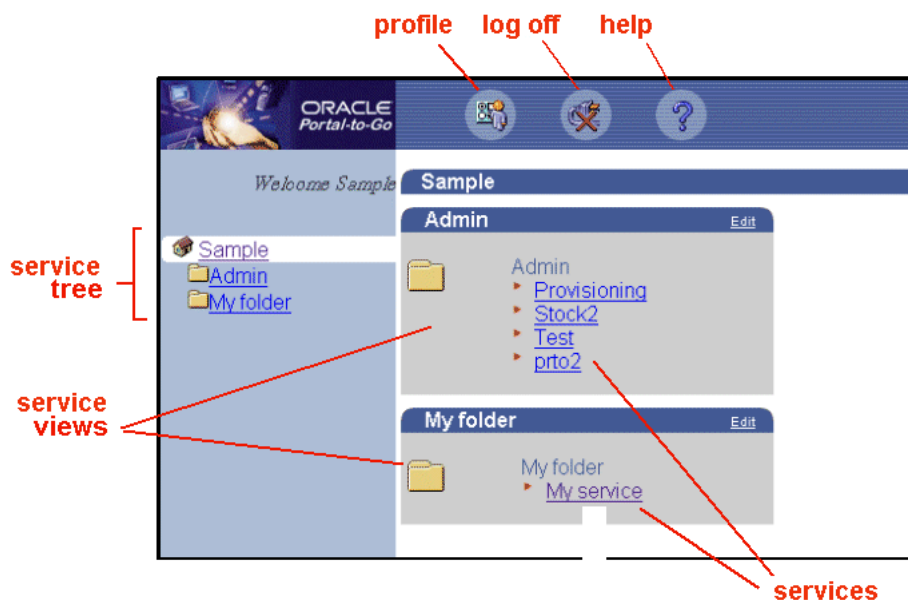 profile log off help
ORACLE
Portal-to-Go
Welcome Sample
Sample
Admin Edit
service
tree
Sample
Admin
My folder
Admin
Provisioning
Stock2
Test
prto2
service
views
My folder Edit
My folder
My service
services